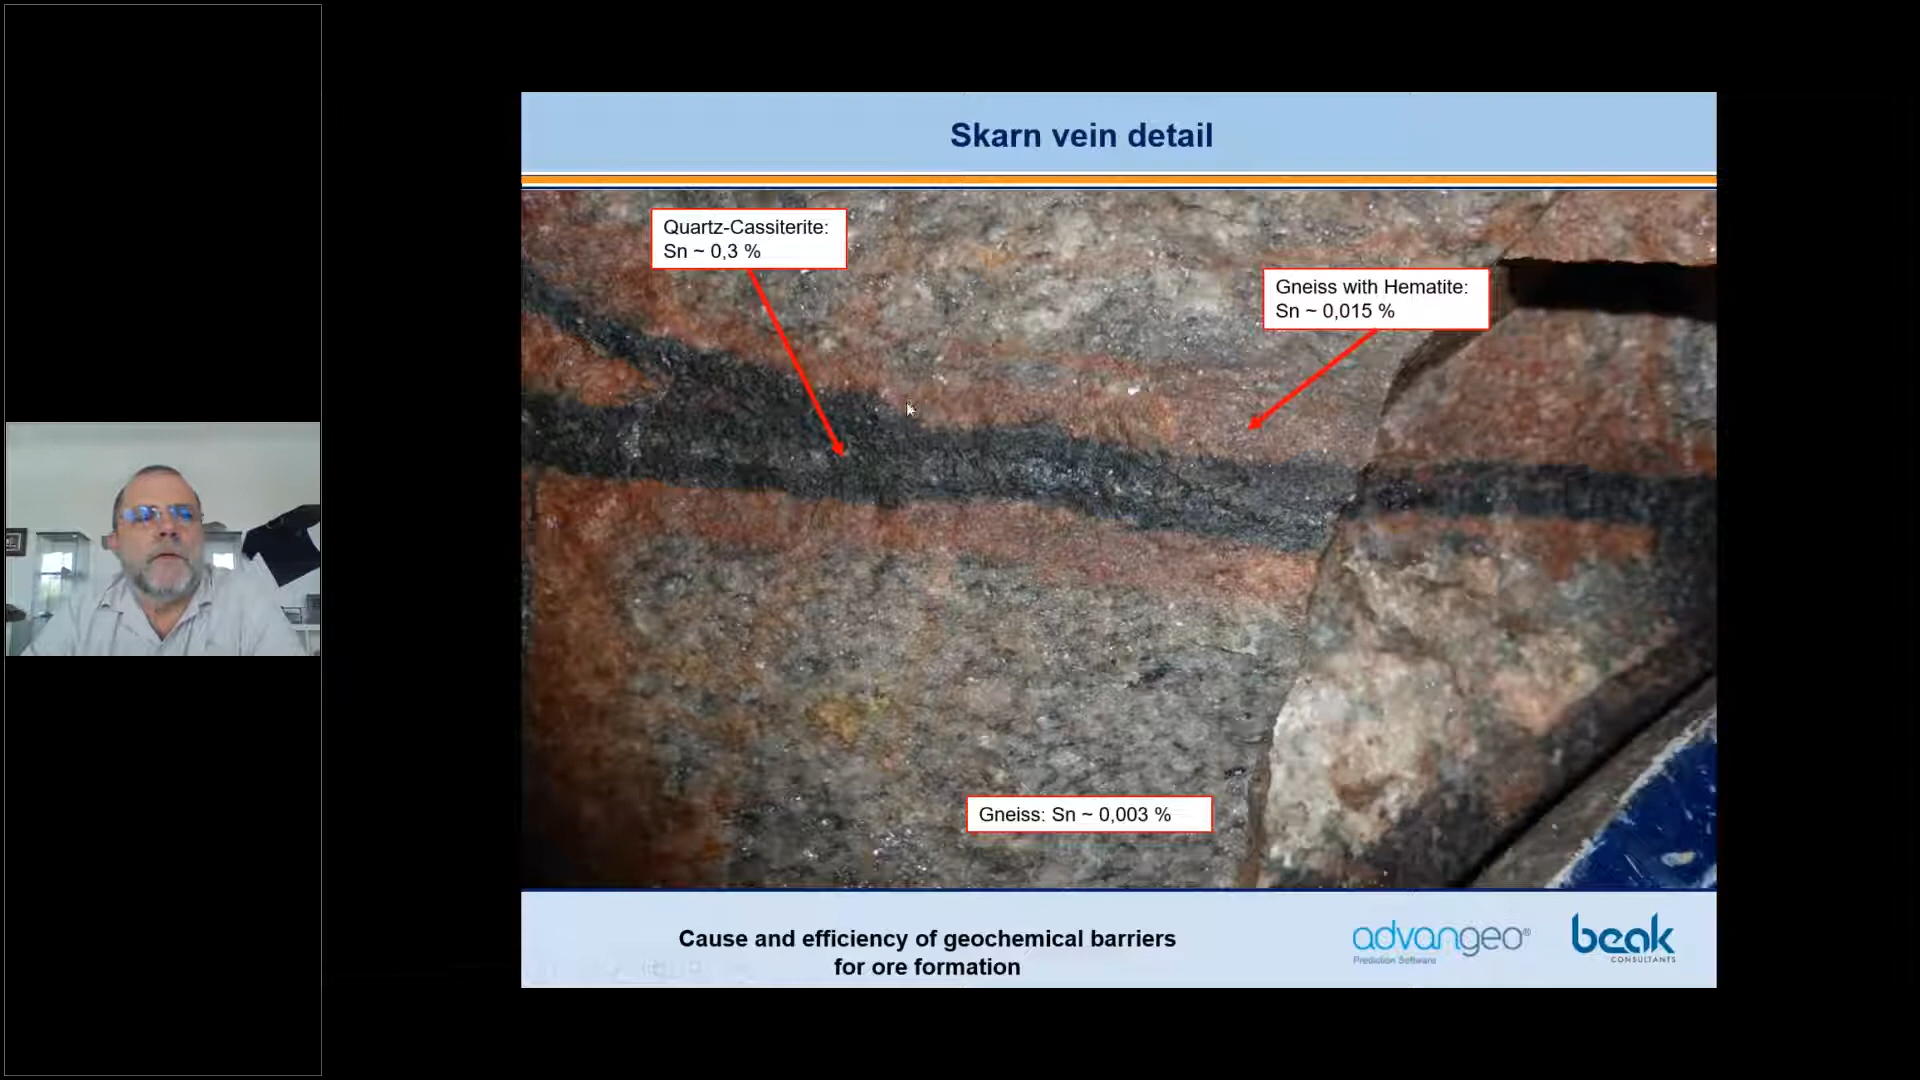 Skarn vein detail
Quartz-Cassiterite:
Sn ~ 0,3 %
Gneiss with Hematite:
Sn ~ 0,015 %
Gneiss: Sn ~ 0,003 %
Cause and efficiency of geochemical barriers
for ore formation
advangeo®
Prediction Software
beak
CONSULTANTS